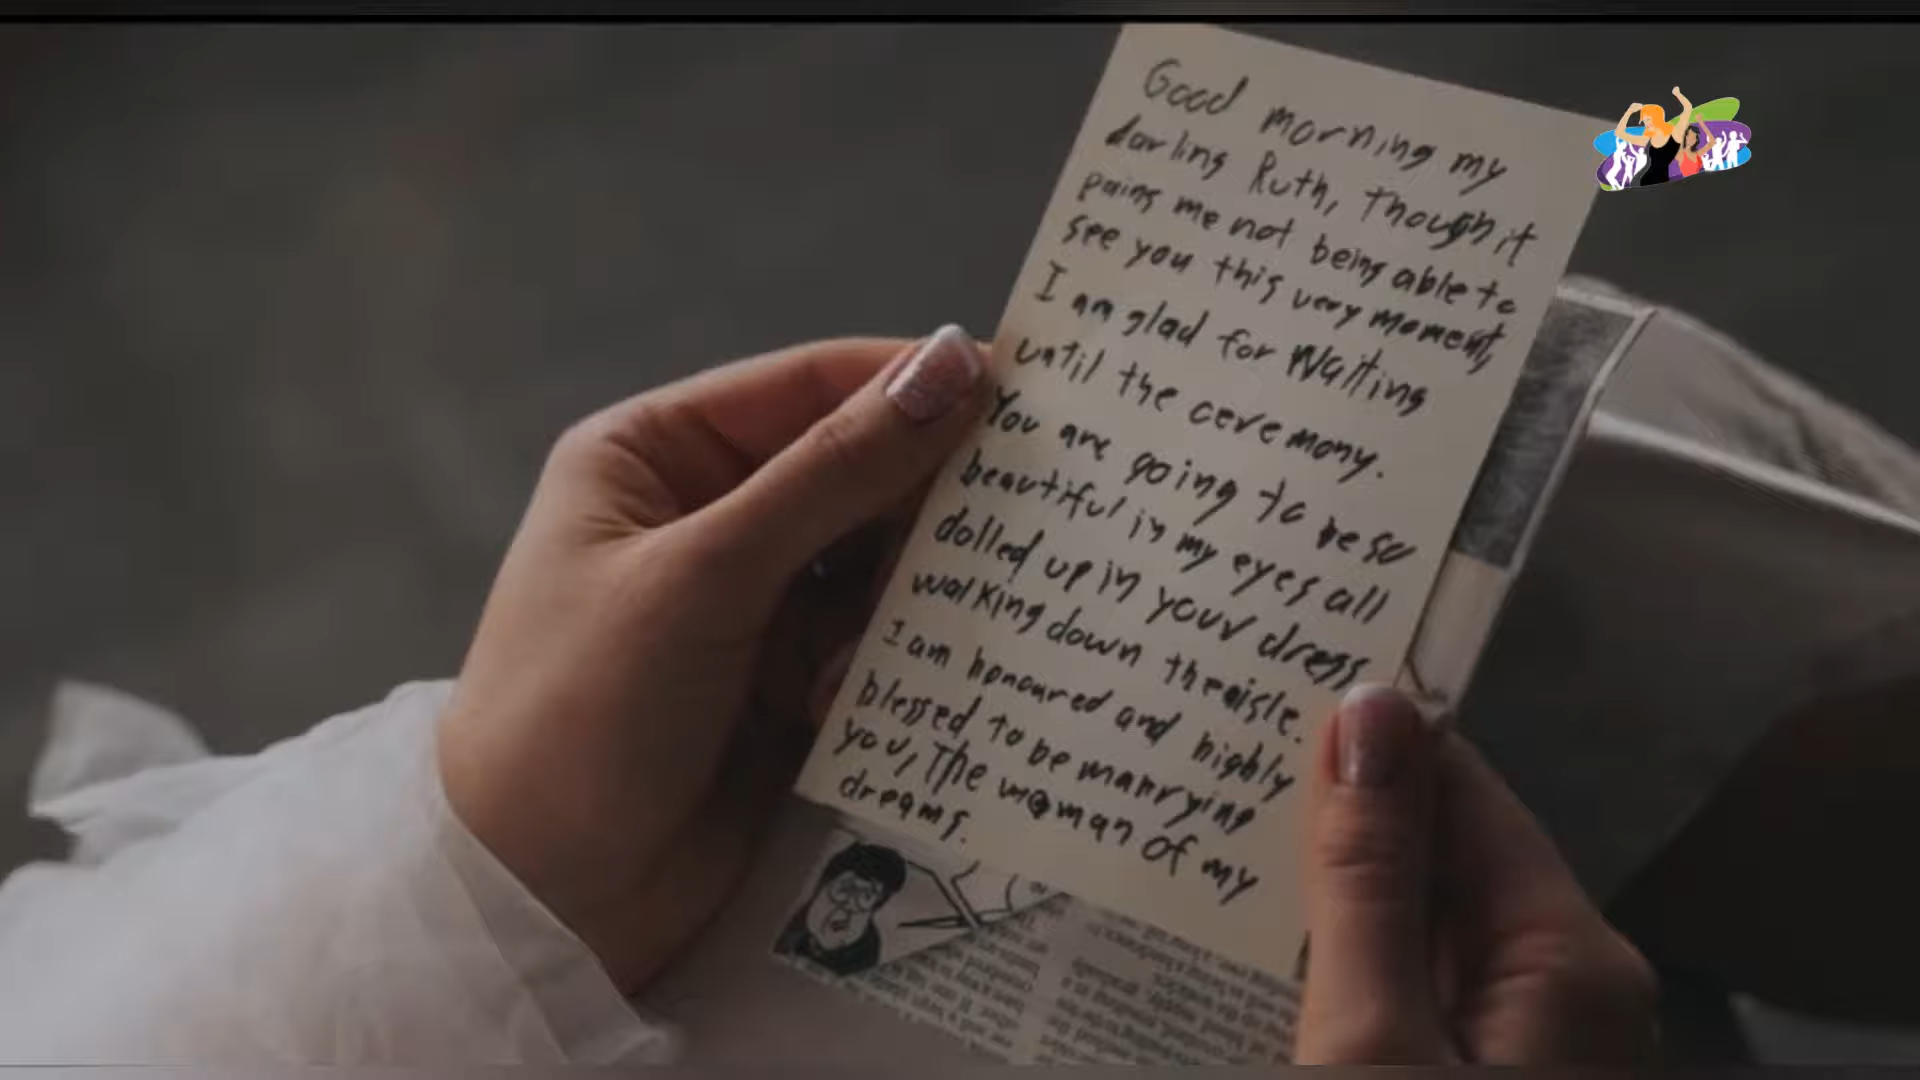 Good morning my
darling Ruth, Though it
pains me not being able to
see you this very moment,
I am glad for Waiting
until the ceremony.
You are going to be so
beautiful in my eyes all
dolled up in your dress
walking down the aisle.
I am honoured and highly
blessed to be marrying
you, The woman of my
dreams.